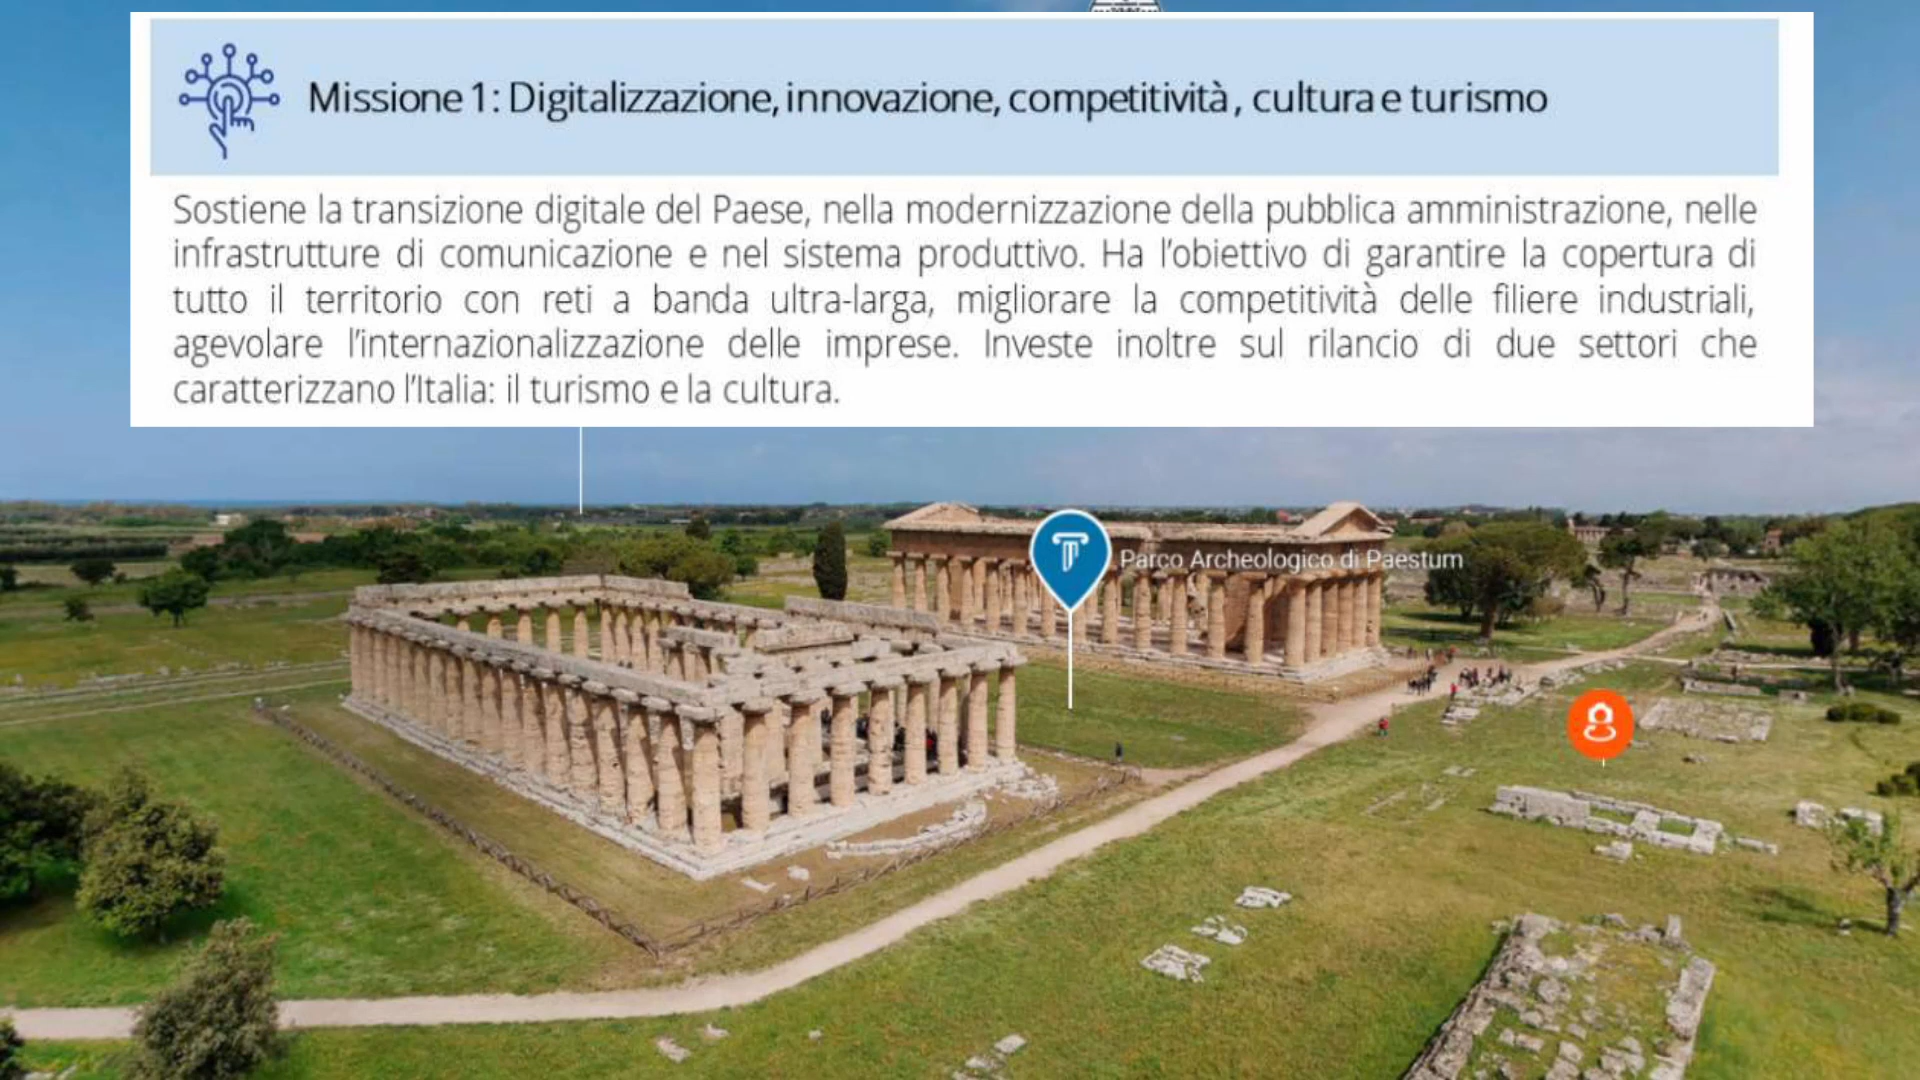 Missione 1: Digitalizzazione, innovazione, competitività, cultura e turismo
Sostiene la transizione digitale del Paese, nella modernizzazione della pubblica amministrazione, nelle
infrastrutture di comunicazione e nel sistema produttivo. Ha l'obiettivo di garantire la copertura di
tutto il territorio con reti a banda ultra-larga, migliorare la competitività delle filiere industriali,
agevolare l'internazionalizzazione delle imprese. Investe inoltre sul rilancio di due settori che
caratterizzano l'Italia: il turismo e la cultura.
Parco Archeologico di Paestum